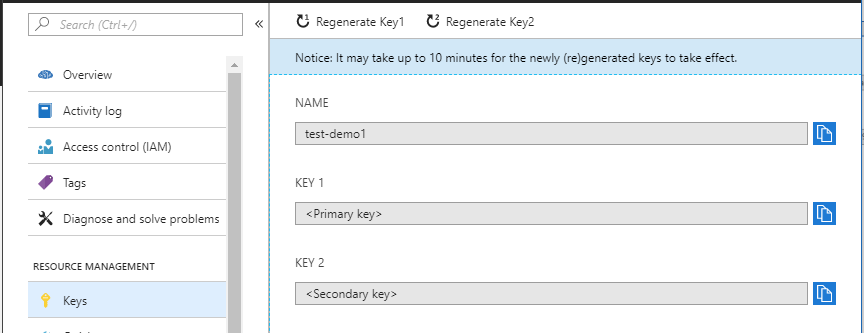 Search (Ctrl+/)
«
Overview
Activity log
Access control (IAM)
Tags
Diagnose and solve problems
RESOURCE MANAGEMENT
Keys
Regenerate Key1
Regenerate Key2
Notice: It may take up to 10 minutes for the newly (re)generated keys to take effect.
NAME
test-demo1
KEY 1
<Primary key>
KEY 2
<Secondary key>